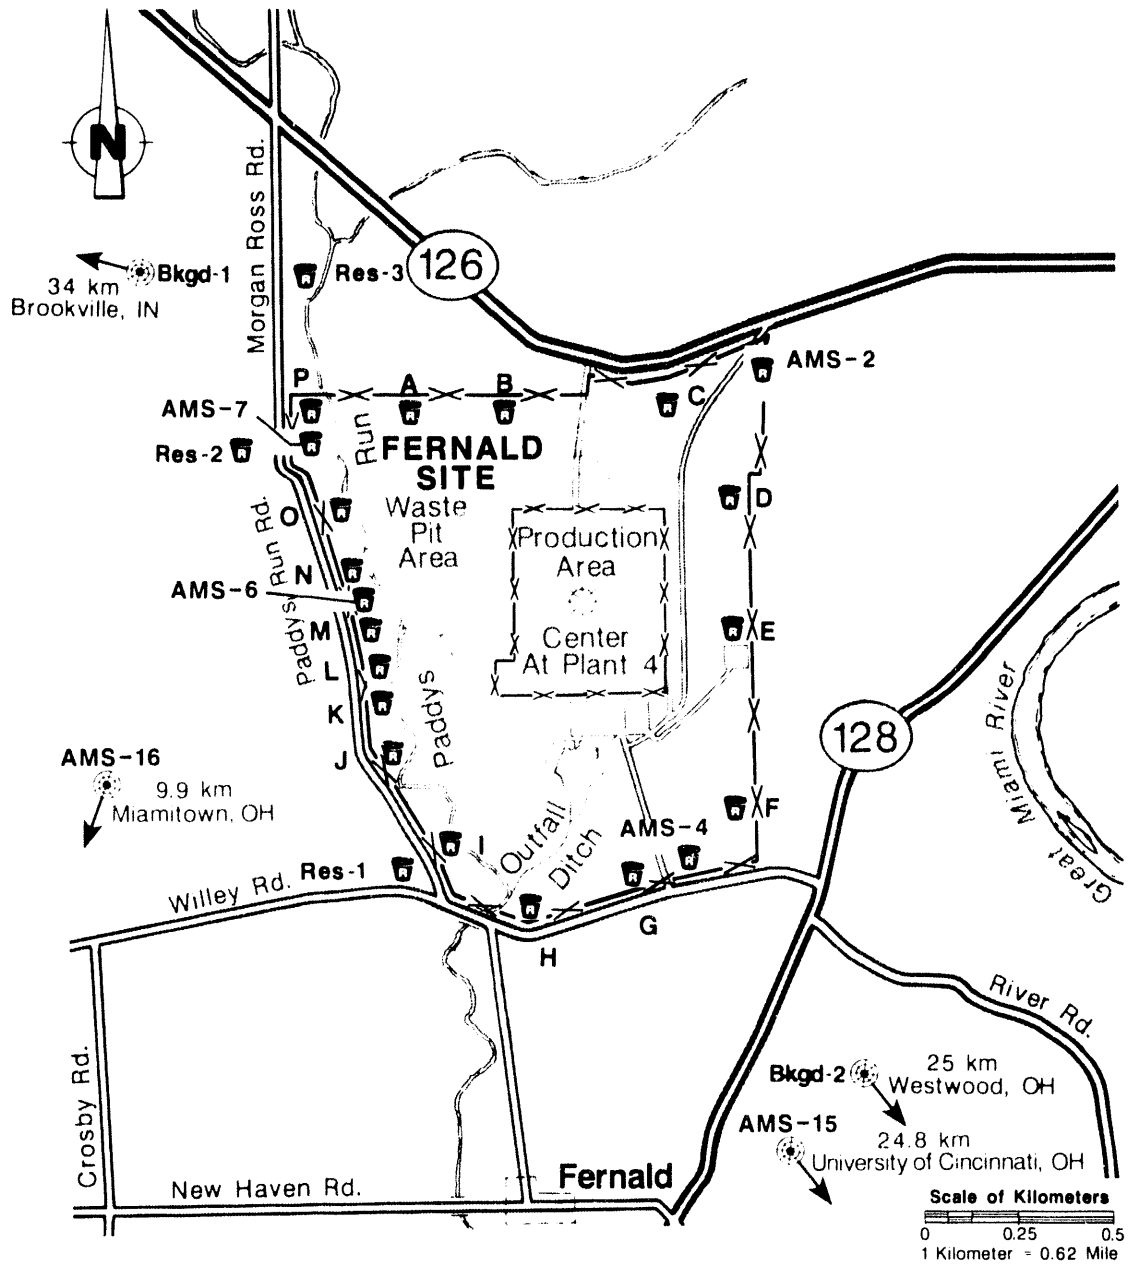 N
Morgan Ross Rd.
126
Bkgd-1
34 km
Brookville, IN
R
Res-3
AMS-2
R
P
A
B
C
R
R
R
R
AMS-7
R
Res-2
R
Run
FERNALD
SITE
Waste
Pit
Area
D
R
O
R
Production
Area
Center
At Plant 4
Paddys Run Rd.
N
R
AMS-6
R
M
R
E
R
L
R
K
R
Paddys
J
R
Miami River
Great
128
AMS-16
9.9 km
Miamitown, OH
F
R
AMS-4
R
Outfall
Ditch
I
R
Res-1
R
Willey Rd.
G
R
H
R
River Rd.
Crosby Rd.
Bkgd-2
25 km
Westwood, OH
AMS-15
24.8 km
University of Cincinnati, OH
Fernald
New Haven Rd.
Scale of Kilometers
0 0.25 0.5
1 Kilometer = 0.62 Mile